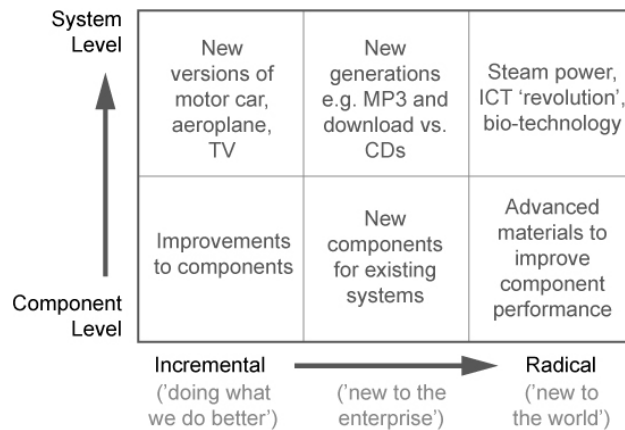 System
Level
New
versions of
motor car,
aeroplane,
TV
New
generations
e.g. MP3 and
download vs.
CDs
Steam power,
ICT ‘revolution’,
bio-technology
Improvements
to components
New
components
for existing
systems
Advanced
materials to
improve
component
performance
Component
Level
Incremental
('doing what
we do better')
('new to the
enterprise')
Radical
('new to
the world')